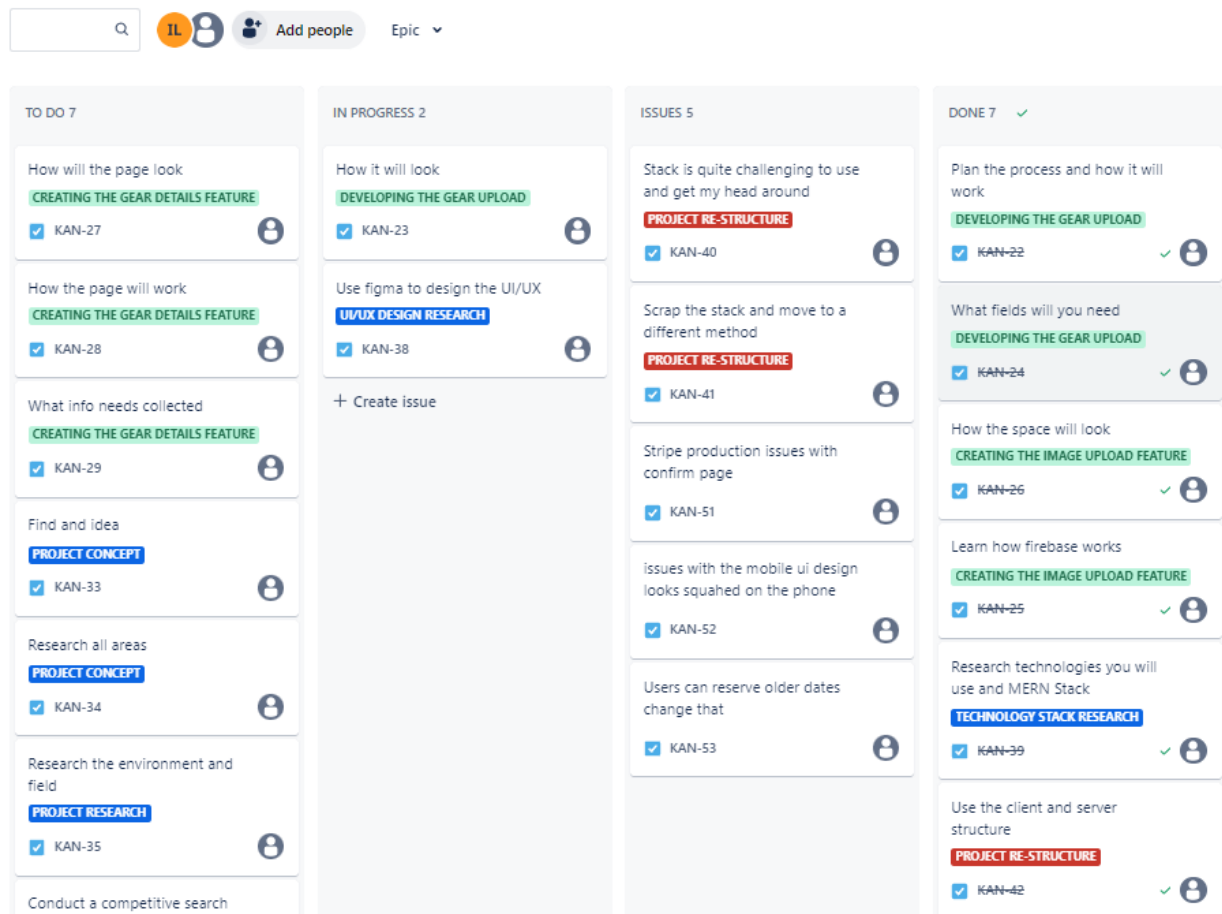 IL
Add people
Epic
TO DO 7
How will the page look
CREATING THE GEAR DETAILS FEATURE
KAN-27
How the page will work
CREATING THE GEAR DETAILS FEATURE
KAN-28
What info needs collected
CREATING THE GEAR DETAILS FEATURE
KAN-29
Find and idea
PROJECT CONCEPT
KAN-33
Research all areas
PROJECT CONCEPT
KAN-34
Research the environment and
field
PROJECT RESEARCH
KAN-35
Conduct a competitive search
IN PROGRESS 2
How it will look
DEVELOPING THE GEAR UPLOAD
KAN-23
Use figma to design the UI/UX
UI/UX DESIGN RESEARCH
KAN-38
+ Create issue
ISSUES 5
Stack is quite challenging to use
and get my head around
PROJECT RE-STRUCTURE
KAN-40
Scrap the stack and move to a
different method
PROJECT RE-STRUCTURE
KAN-41
Stripe production issues with
confirm page
KAN-51
issues with the mobile ui design
looks squahed on the phone
KAN-52
Users can reserve older dates
change that
KAN-53
DONE 7
Plan the process and how it will
work
DEVELOPING THE GEAR UPLOAD
KAN-22
What fields will you need
DEVELOPING THE GEAR UPLOAD
KAN-24
How the space will look
CREATING THE IMAGE UPLOAD FEATURE
KAN-26
Learn how firebase works
CREATING THE IMAGE UPLOAD FEATURE
KAN-25
Research technologies you will
use and MERN Stack
TECHNOLOGY STACK RESEARCH
KAN-39
Use the client and server
structure
PROJECT RE-STRUCTURE
KAN-42